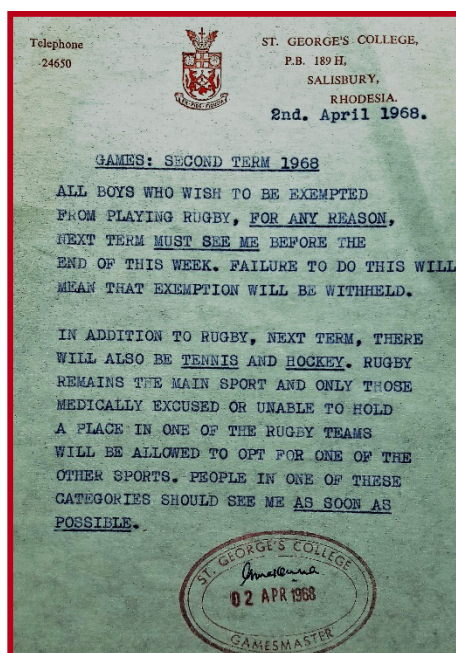 Telephone
24650
ST. GEORGE'S COLLEGE,
P.B. 189 H,
SALISBURY,
RHODESIA.
2nd. April 1968.
GAMES: SECOND TERM 1968
ALL BOYS WHO WISH TO BE EXEMPTED
FROM PLAYING RUGBY, FOR ANY REASON,
NEXT TERM MUST SEE ME BEFORE THE
END OF THIS WEEK. FAILURE TO DO THIS WILL
MEAN THAT EXEMPTION WILL BE WITHHELD.
IN ADDITION TO RUGBY, NEXT TERM, THERE
WILL ALSO BE TENNIS AND HOCKEY. RUGBY
REMAINS THE MAIN SPORT AND ONLY THOSE
MEDICALLY EXCUSED OR UNABLE TO HOLD
A PLACE IN ONE OF THE RUGBY TEAMS
WILL BE ALLOWED TO OPT FOR ONE OF THE
OTHER SPORTS. PEOPLE IN ONE OF THESE
CATEGORIES SHOULD SEE ME AS SOON AS
POSSIBLE.
ST. GEORGE'S COLLEGE
02 APR 1968
GAMESMASTER